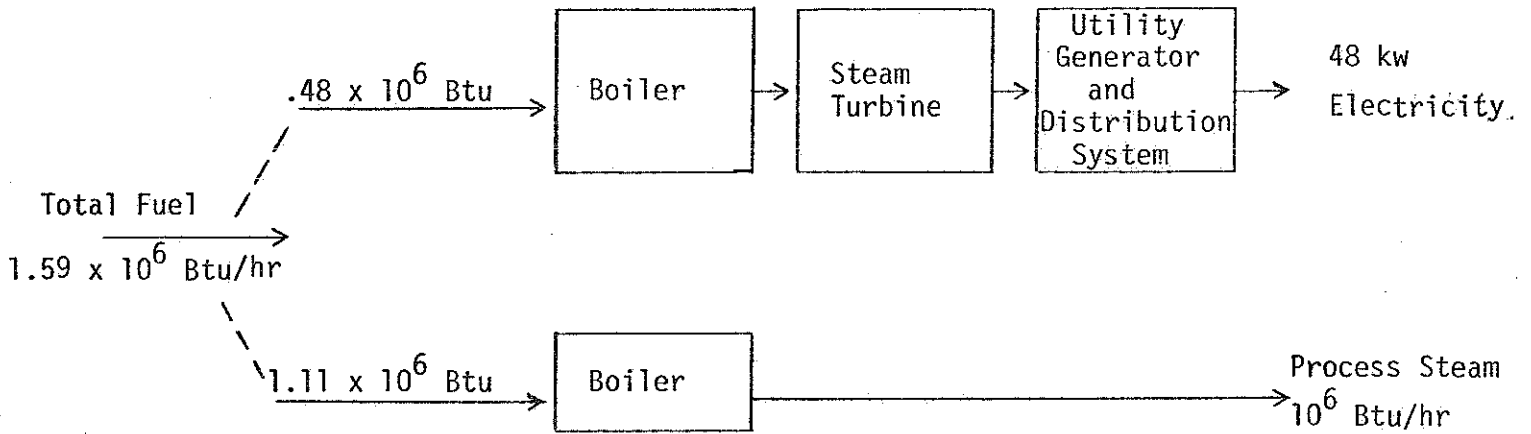 .48 x 10^6 Btu
Boiler
Steam
Turbine
Utility
Generator
and
Distribution
System
48 kw
Electricity.
Total Fuel
1.59 x 10^6 Btu/hr
1.11 x 10^6 Btu
Boiler
Process Steam
10^6 Btu/hr